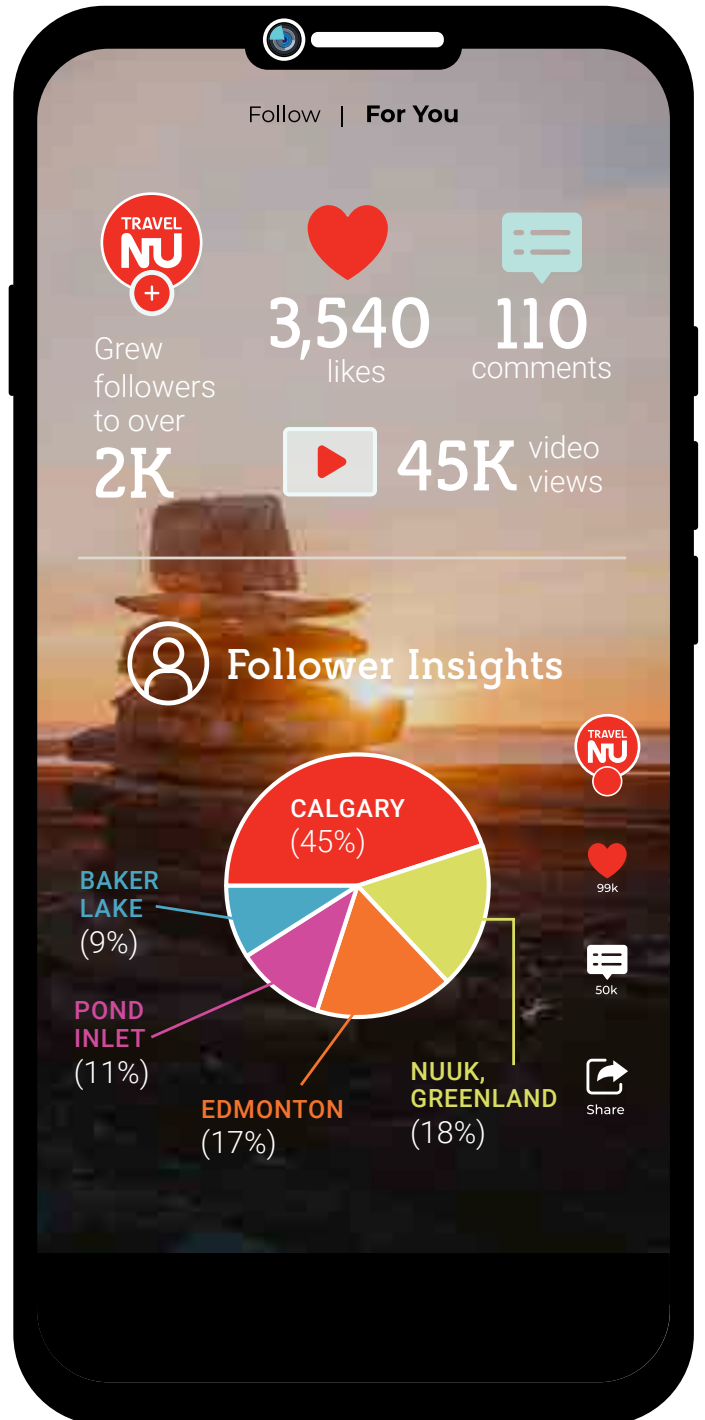 Follow | For You
TRAVEL
NU
+
Grew
followers
to over
2K
3,540
likes
110
comments
45K video
views
Follower Insights
CALGARY
(45%)
BAKER
LAKE
(9%)
POND
INLET
(11%)
EDMONTON
(17%)
NUUK,
GREENLAND
(18%)
TRAVEL
NU
99k
50k
Share